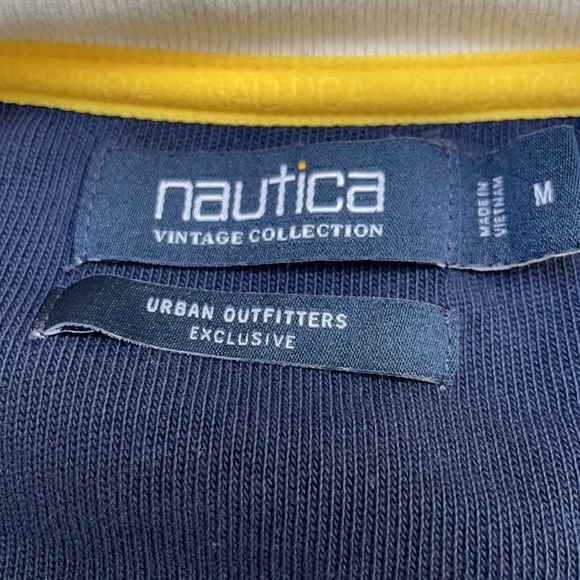 NAUTICA NAUTICA
nautica
VINTAGE COLLECTION
MADE IN
VIETNAM
M
URBAN OUTFITTERS
EXCLUSIVE